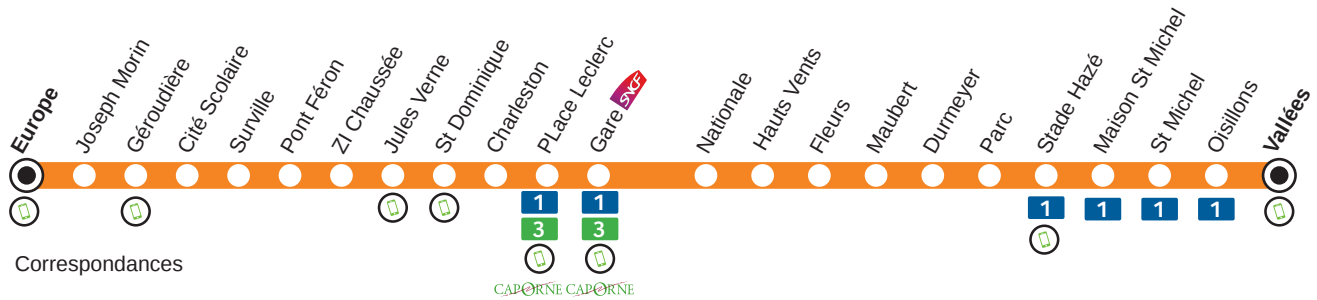 Europe
Joseph Morin
Géroudière
Cité Scolaire
Surville
Pont Féron
ZI Chaussée
Jules Verne
St Dominique
Charleston
PLace Leclerc
Gare SNCF
Nationale
Hauts Vents
Fleurs
Maubert
Durmeyer
Parc
Stade Hazé
Maison St Michel
St Michel
Oisillons
Vallées
1 1 1 1 1 1
3 3
Correspondances
CAPORNE CAPORNE